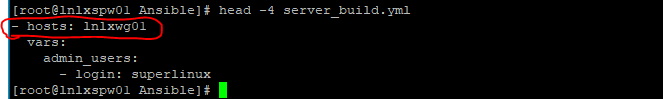 [root@lnlxspw01 Ansible]# head -4 server_build.yml
- hosts: lnlxwg01
  vars:
    admin_users:
      - login: superlinux
[root@lnlxspw01 Ansible]#